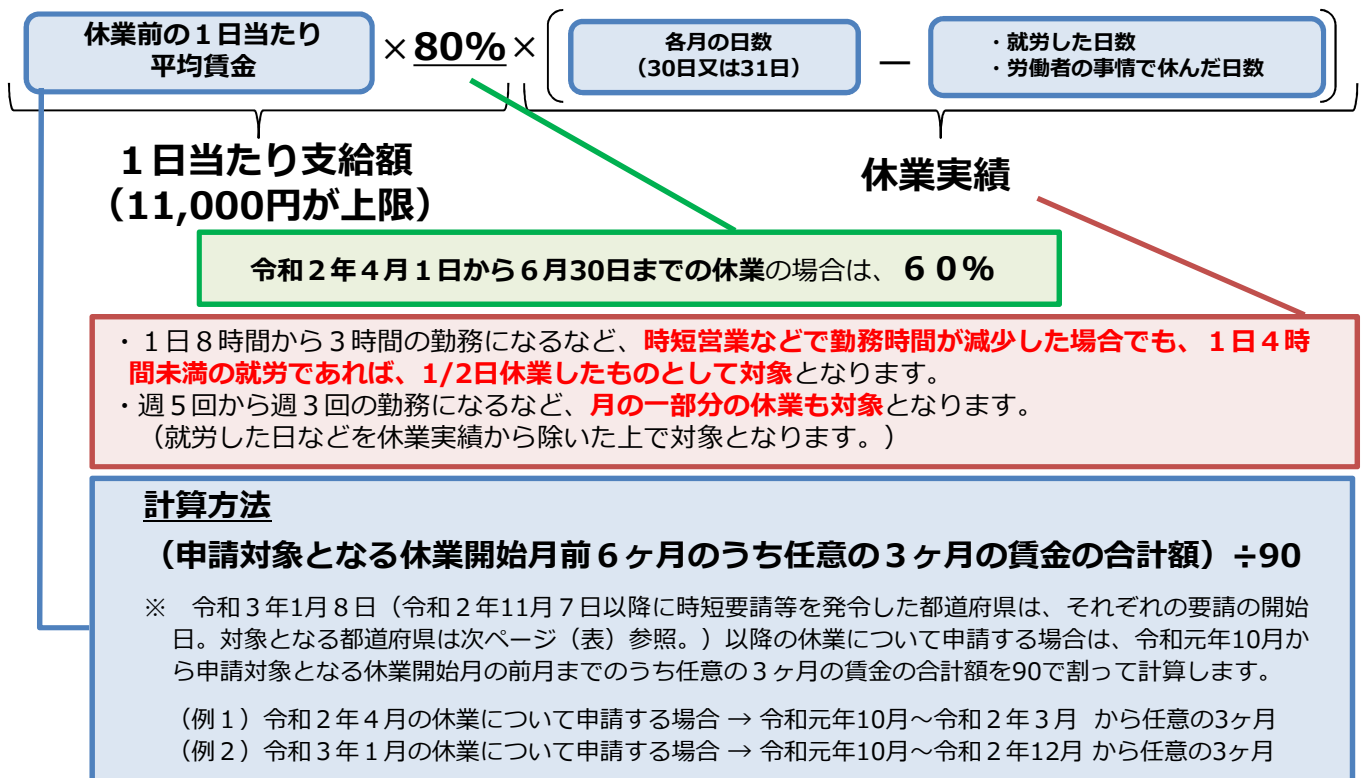 休業前の１日当たり
平均賃金
×80%×
各月の日数
（30日又は31日）
―
・就労した日数
・労働者の事情で休んだ日数
１日当たり支給額
（11,000円が上限）
休業実績
令和２年４月１日から６月30日までの休業の場合は、６０%
・１日８時間から３時間の勤務になるなど、時短営業などで勤務時間が減少した場合でも、１日４時
間未満の就労であれば、1/2日休業したものとして対象となります。
・週５回から週３回の勤務になるなど、月の一部分の休業も対象となります。
（就労した日などを休業実績から除いた上で対象となります。）
計算方法
（申請対象となる休業開始月前６ヶ月のうち任意の３ヶ月の賃金の合計額）÷90
※　令和３年1月８日（令和２年11月７日以降に時短要請等を発令した都道府県は、それぞれの要請の開始
日。対象となる都道府県は次ページ（表）参照。）以降の休業について申請する場合は、令和元年10月か
ら申請対象となる休業開始月の前月までのうち任意の３ヶ月の賃金の合計額を90で割って計算します。
（例１）令和２年４月の休業について申請する場合 → 令和元年10月～令和２年３月 から任意の3ヶ月
（例２）令和３年１月の休業について申請する場合 → 令和元年10月～令和２年12月 から任意の3ヶ月